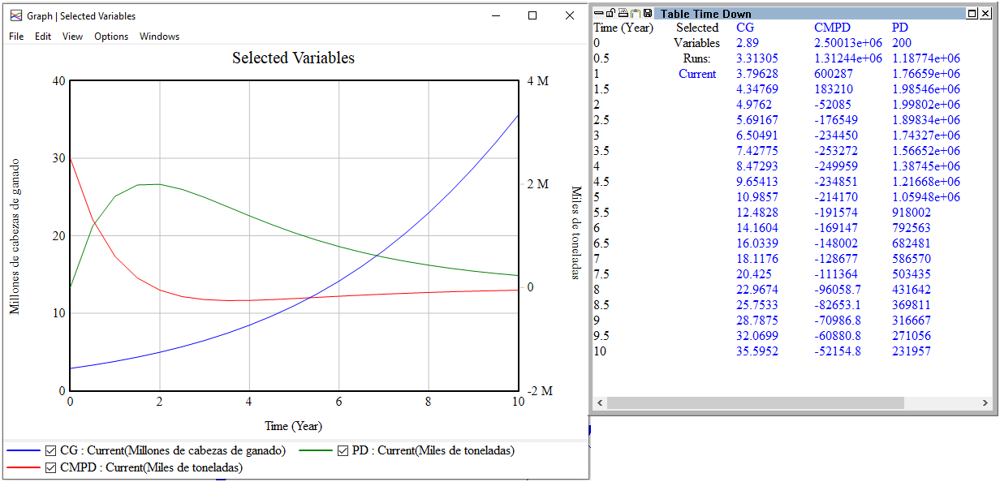 Graph | Selected Variables
File Edit View Options Windows
Selected Variables
40
30
20
10
0
4 M
2 M
0
-2 M
0 2 4 6 8 10
Millones de cabezas de ganado
Miles de toneladas
Time (Year)
CG : Current(Millones de cabezas de ganado)
PD : Current(Miles de toneladas)
CMPD : Current(Miles de toneladas)
Table Time Down
Time (Year) Selected CG CMPD PD
0 Variables 2.89 2.50013e+06 200
0.5 Runs: 3.31305 1.31244e+06 1.18774e+06
1 Current 3.79628 600287 1.76659e+06
1.5 4.34769 183210 1.98546e+06
2 4.9762 -52085 1.99802e+06
2.5 5.69167 -176549 1.89834e+06
3 6.50491 -234450 1.74327e+06
3.5 7.42775 -253272 1.56652e+06
4 8.47293 -249959 1.38745e+06
4.5 9.65413 -234851 1.21668e+06
5 10.9857 -214170 1.05948e+06
5.5 12.4828 -191574 918002
6 14.1604 -169147 792563
6.5 16.0339 -148002 682481
7 18.1176 -128677 586570
7.5 20.425 -111364 503435
8 22.9674 -96058.7 431642
8.5 25.7533 -82653.1 369811
9 28.7875 -70986.8 316667
9.5 32.0699 -60880.8 271056
10 35.5952 -52154.8 231957